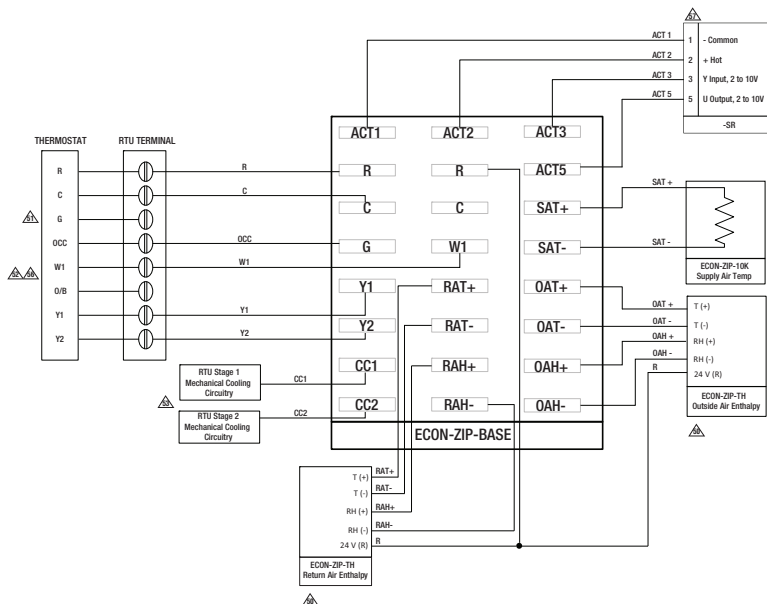 57
ACT 1
1 - Common
ACT 2
2 + Hot
ACT 3
3 Y Input, 2 to 10V
ACT 5
5 U Output, 2 to 10V
-SR
THERMOSTAT RTU TERMINAL
ACT1 ACT2 ACT3
R R R R ACT5
C C C C SAT+ SAT +
51 G
OCC OCC G W1 SAT- SAT -
ECON-ZIP-10K
Supply Air Temp
W1 W1
O/B
Y1 RAT+ OAT+ OAT + T (+)
Y1 Y1
Y2 RAT- OAT- OAT - T (-)
Y2 Y2
OAH + RH (+)
OAH - RH (-)
R 24 V (R)
CC1 RAH+ OAH+
RTU Stage 1
Mechanical Cooling
Circuitry
CC1
53
CC2 RAH- OAH-
RTU Stage 2
Mechanical Cooling
Circuitry
CC2
ECON-ZIP-TH
Outside Air Enthalpy
ECON-ZIP-BASE
T (+) RAT+
T (-) RAT-
RH (+) RAH+
RH (-) RAH-
24 V (R) R
ECON-ZIP-TH
Return Air Enthalpy